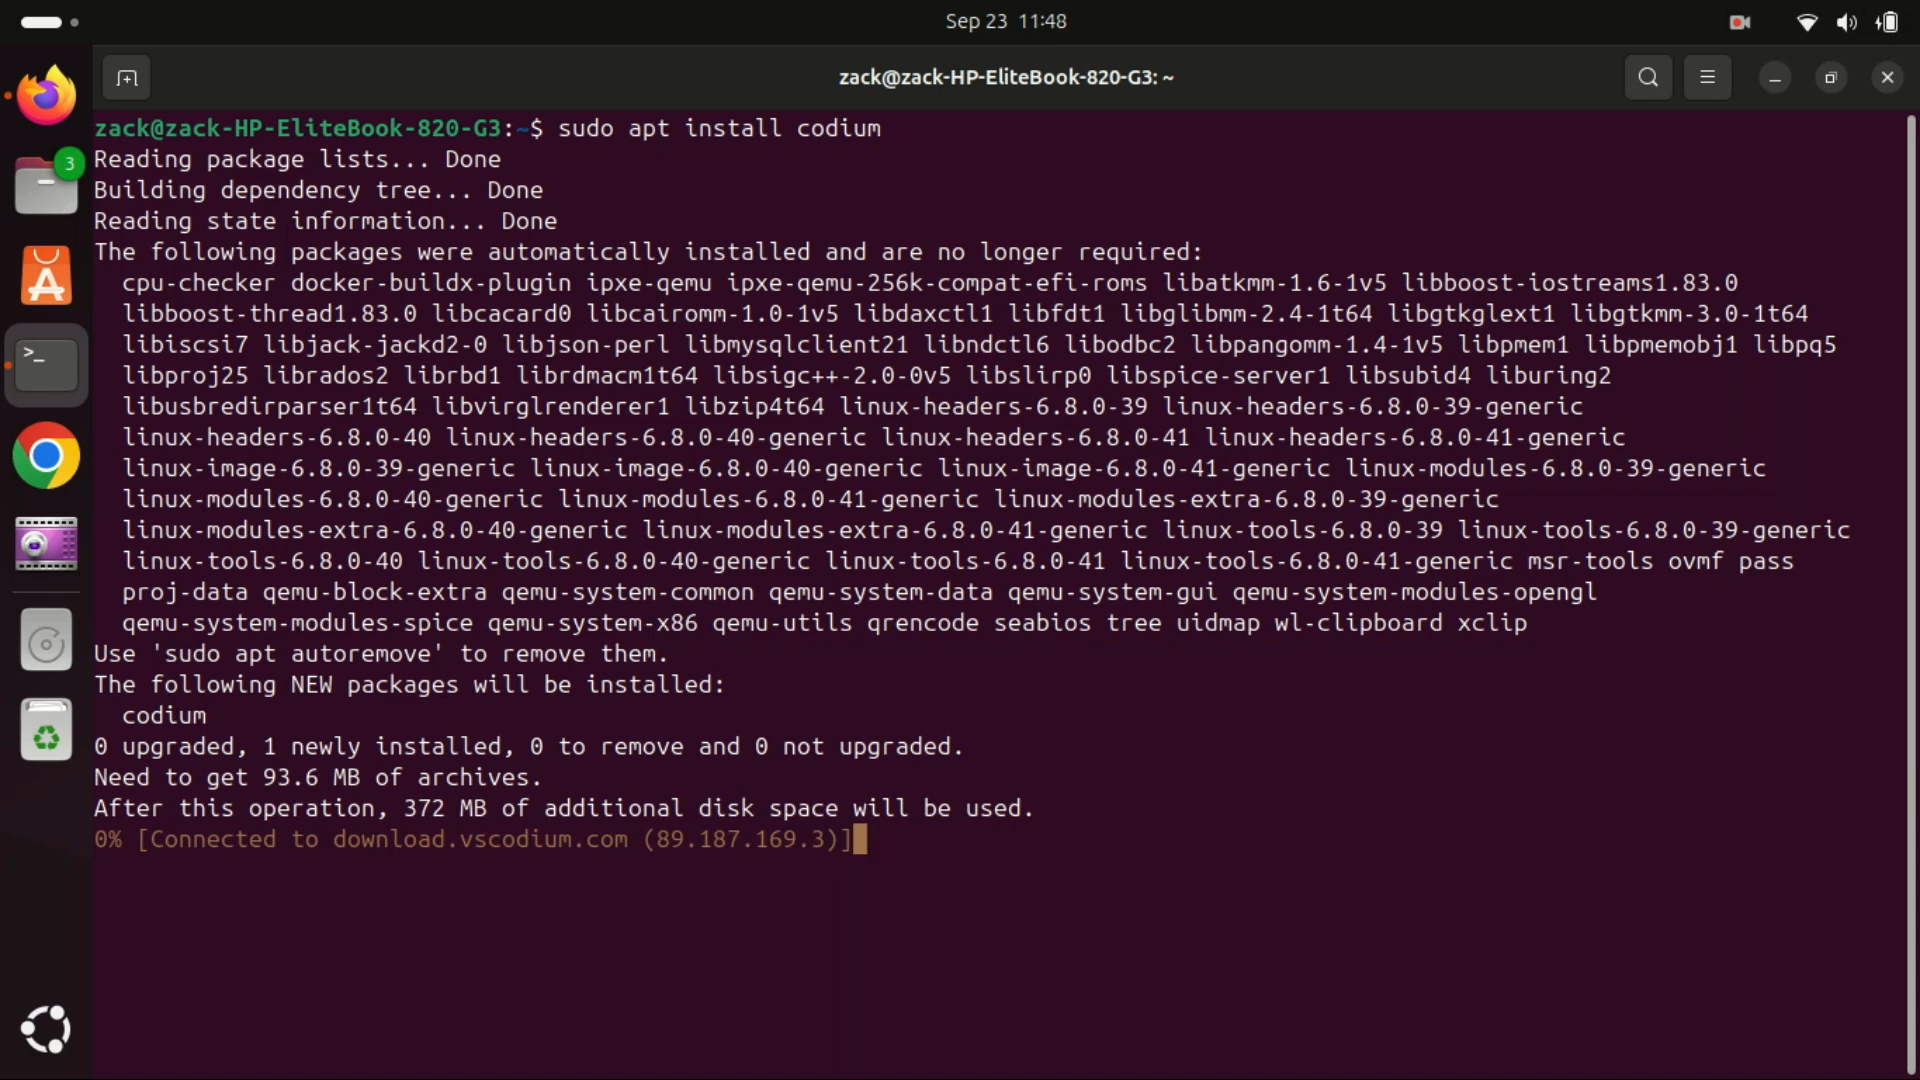 Sep 23 11:48
zack@zack-HP-EliteBook-820-G3: ~
3
zack@zack-HP-EliteBook-820-G3:~$ sudo apt install codium
Reading package lists... Done
Building dependency tree... Done
Reading state information... Done
The following packages were automatically installed and are no longer required:
cpu-checker docker-buildx-plugin ipxe-qemu ipxe-qemu-256k-compat-efi-roms libatkmm-1.6-1v5 libboost-iostreams1.83.0
libboost-thread1.83.0 libcacard0 libcairomm-1.0-1v5 libdaxctl1 libfdt1 libglibmm-2.4-1t64 libgtkglext1 libgtkmm-3.0-1t64
libiscsi7 libjack-jackd2-0 libjson-perl libmysqlclient21 libndctl6 libodbc2 libpangomm-1.4-1v5 libpmem1 libpmemobj1 libpq5
libproj25 librados2 librbd1 librdmacm1t64 libsigc++-2.0-0v5 libslirp0 libspice-server1 libsubid4 liburing2
libusbredirparser1t64 libvirglrenderer1 libzip4t64 linux-headers-6.8.0-39 linux-headers-6.8.0-39-generic
linux-headers-6.8.0-40 linux-headers-6.8.0-40-generic linux-headers-6.8.0-41 linux-headers-6.8.0-41-generic
linux-image-6.8.0-39-generic linux-image-6.8.0-40-generic linux-image-6.8.0-41-generic linux-modules-6.8.0-39-generic
linux-modules-6.8.0-40-generic linux-modules-6.8.0-41-generic linux-modules-extra-6.8.0-39-generic
linux-modules-extra-6.8.0-40-generic linux-modules-extra-6.8.0-41-generic linux-tools-6.8.0-39 linux-tools-6.8.0-39-generic
linux-tools-6.8.0-40 linux-tools-6.8.0-40-generic linux-tools-6.8.0-41 linux-tools-6.8.0-41-generic msr-tools ovmf pass
proj-data qemu-block-extra qemu-system-common qemu-system-data qemu-system-gui qemu-system-modules-opengl
qemu-system-modules-spice qemu-system-x86 qemu-utils qrencode seabios tree uidmap wl-clipboard xclip
Use 'sudo apt autoremove' to remove them.
The following NEW packages will be installed:
codium
0 upgraded, 1 newly installed, 0 to remove and 0 not upgraded.
Need to get 93.6 MB of archives.
After this operation, 372 MB of additional disk space will be used.
0% [Connected to download.vscodium.com (89.187.169.3)]